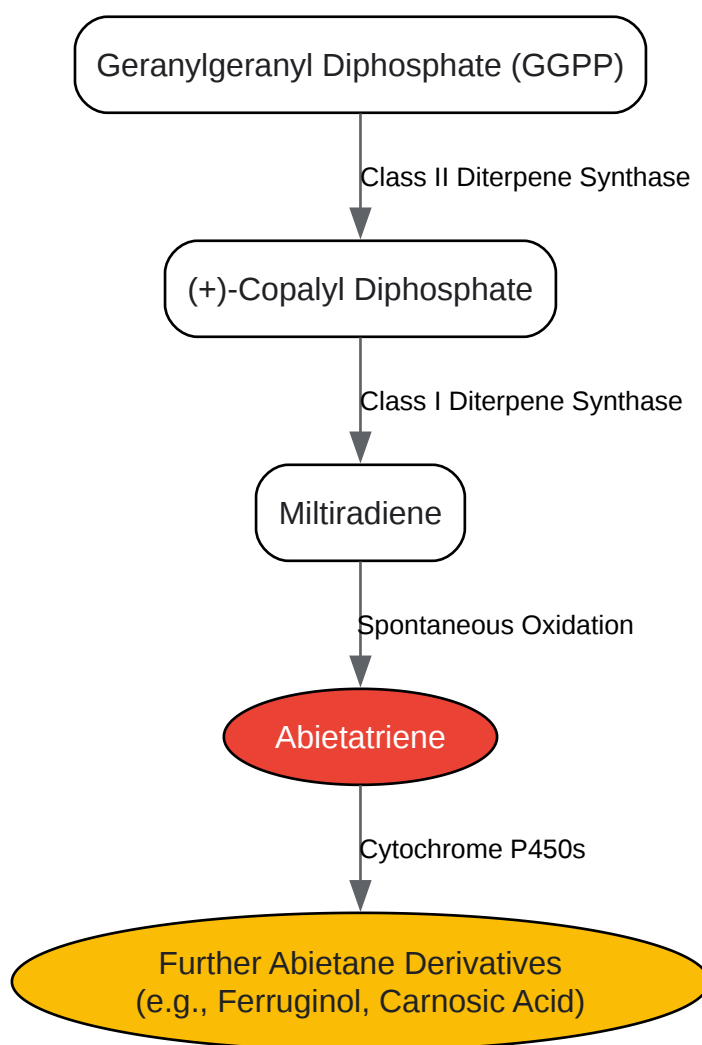 Geranylgeranyl Diphosphate (GGPP)
Class II Diterpene Synthase
(+)-Copalyl Diphosphate
Class I Diterpene Synthase
Miltiradiene
Spontaneous Oxidation
Abietatriene
Cytochrome P450s
Further Abietane Derivatives
(e.g., Ferruginol, Carnosic Acid)